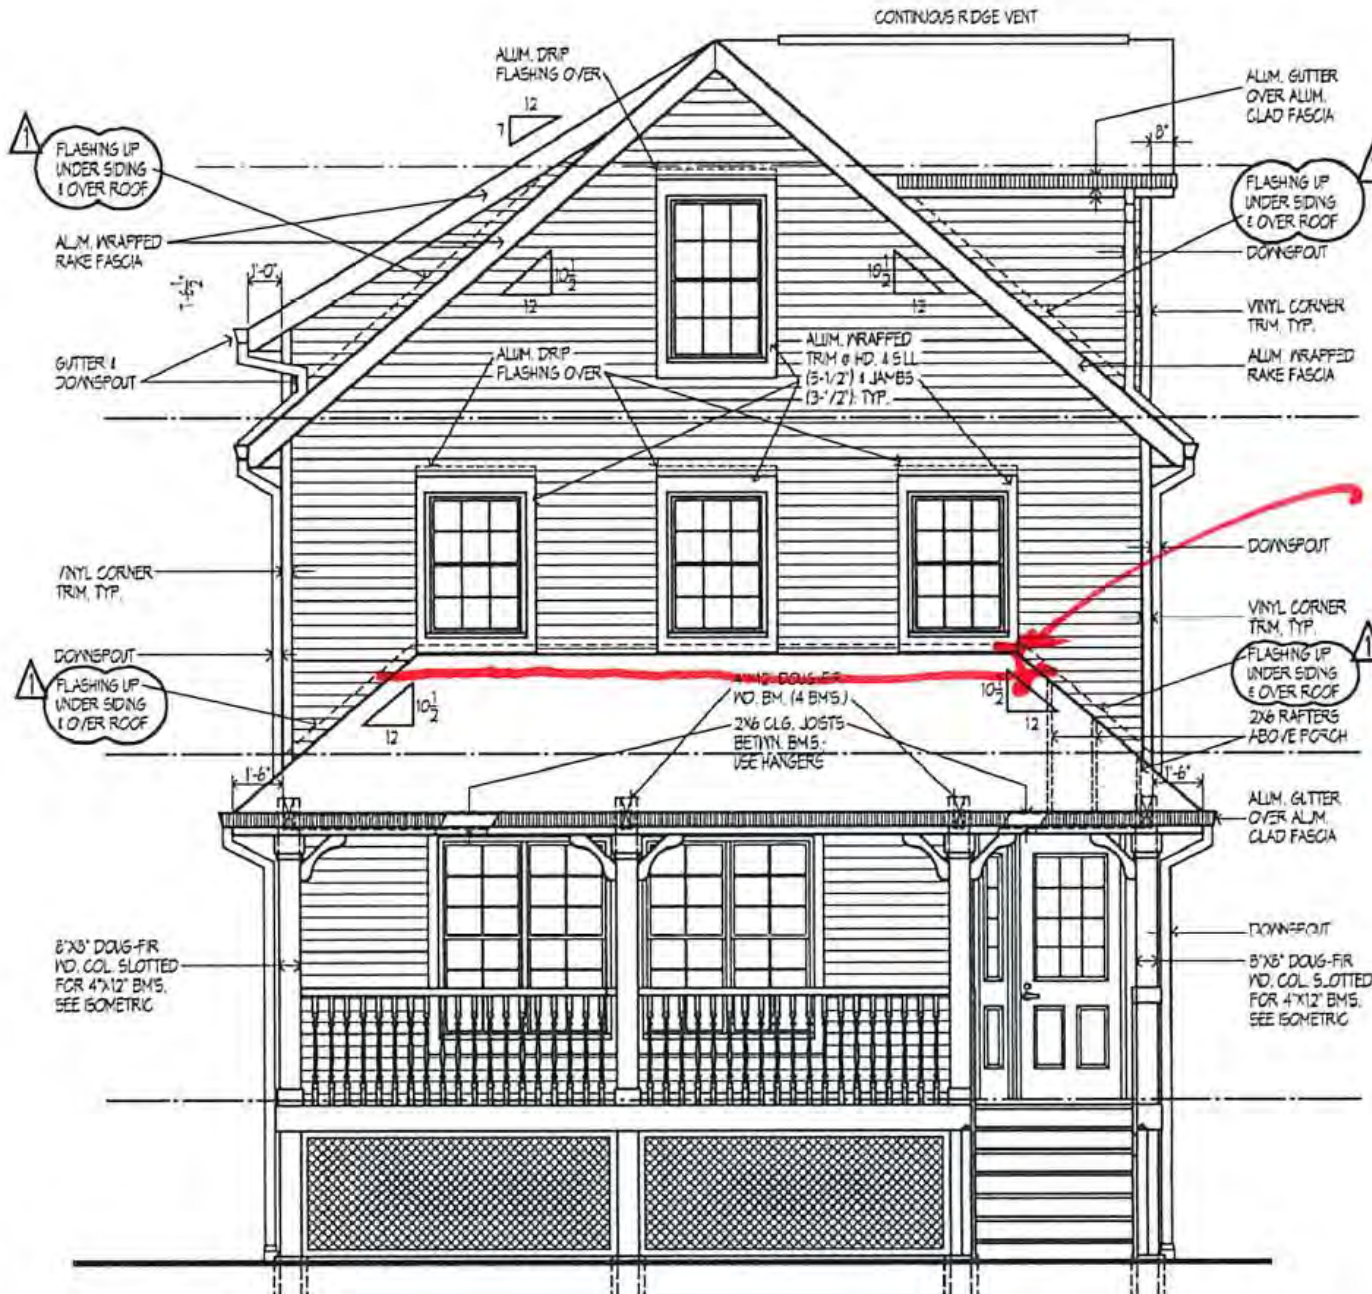 CONTINUOUS RIDGE VENT
ALUM. DRIP
FLASHING OVER
12
7
ALUM. GUTTER
OVER ALUM.
CLAD FASCIA
8"
1
FLASHING UP
UNDER SIDING
& OVER ROOF
FLASHING UP
UNDER SIDING
& OVER ROOF
ALUM. WRAPPED
RAKE FASCIA
1'-0"
10 1/2
12
10 1/2
12
DOWNSPOUT
VINYL CORNER
TRIM, TYP.
GUTTER &
DOWNSPOUT
ALUM. DRIP
FLASHING OVER
ALUM. WRAPPED
TRIM @ HD. & SILL
(5-1/2") & JAMBS
(3-1/2"), TYP.
ALUM. WRAPPED
RAKE FASCIA
VINYL CORNER
TRIM, TYP.
DOWNSPOUT
VINYL CORNER
TRIM, TYP.
DOWNSPOUT
1
FLASHING UP
UNDER SIDING
& OVER ROOF
10 1/2
12
4"X12" DOUG-FIR
WD. BM. (4 BM'S.)
2X6 CLG. JOISTS
BETWN. BM'S.-
USE HANGERS
10 1/2
12
1
FLASHING UP
UNDER SIDING
& OVER ROOF
2X6 RAFTERS
ABOVE PORCH
1'-6"
1'-6"
ALUM. GUTTER
OVER ALUM.
CLAD FASCIA
8"X8" DOUG-FIR
WD. COL. SLOTTED
FOR 4"X12" BM'S.
SEE ISOMETRIC
DOWNSPOUT
8"X8" DOUG-FIR
WD. COL. SLOTTED
FOR 4"X12" BM'S.
SEE ISOMETRIC